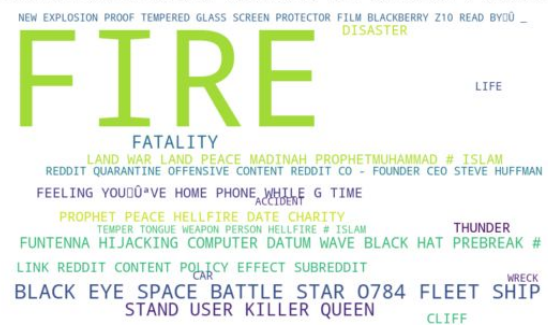 NEW EXPLOSION PROOF TEMPERED GLASS SCREEN PROTECTOR FILM BLACKBERRY Z10 READ BY▯Û _
DISASTER
FIRE
LIFE
FATALITY
LAND WAR LAND PEACE MADINAH PROPHETMUHAMMAD # ISLAM
REDDIT QUARANTINE OFFENSIVE CONTENT REDDIT CO - FOUNDER CEO STEVE HUFFMAN
FEELING YOU▯ÛªVE HOME PHONE WHILE G TIME
ACCIDENT
PROPHET PEACE HELLFIRE DATE CHARITY
TEMPER TONGUE WEAPON PERSON HELLFIRE # ISLAM
THUNDER
FUNTENNA HIJACKING COMPUTER DATUM WAVE BLACK HAT PREBREAK #
LINK REDDIT CONTENT POLICY EFFECT SUBREDDIT
CAR
WRECK
BLACK EYE SPACE BATTLE STAR O784 FLEET SHIP
STAND USER KILLER QUEEN
CLIFF